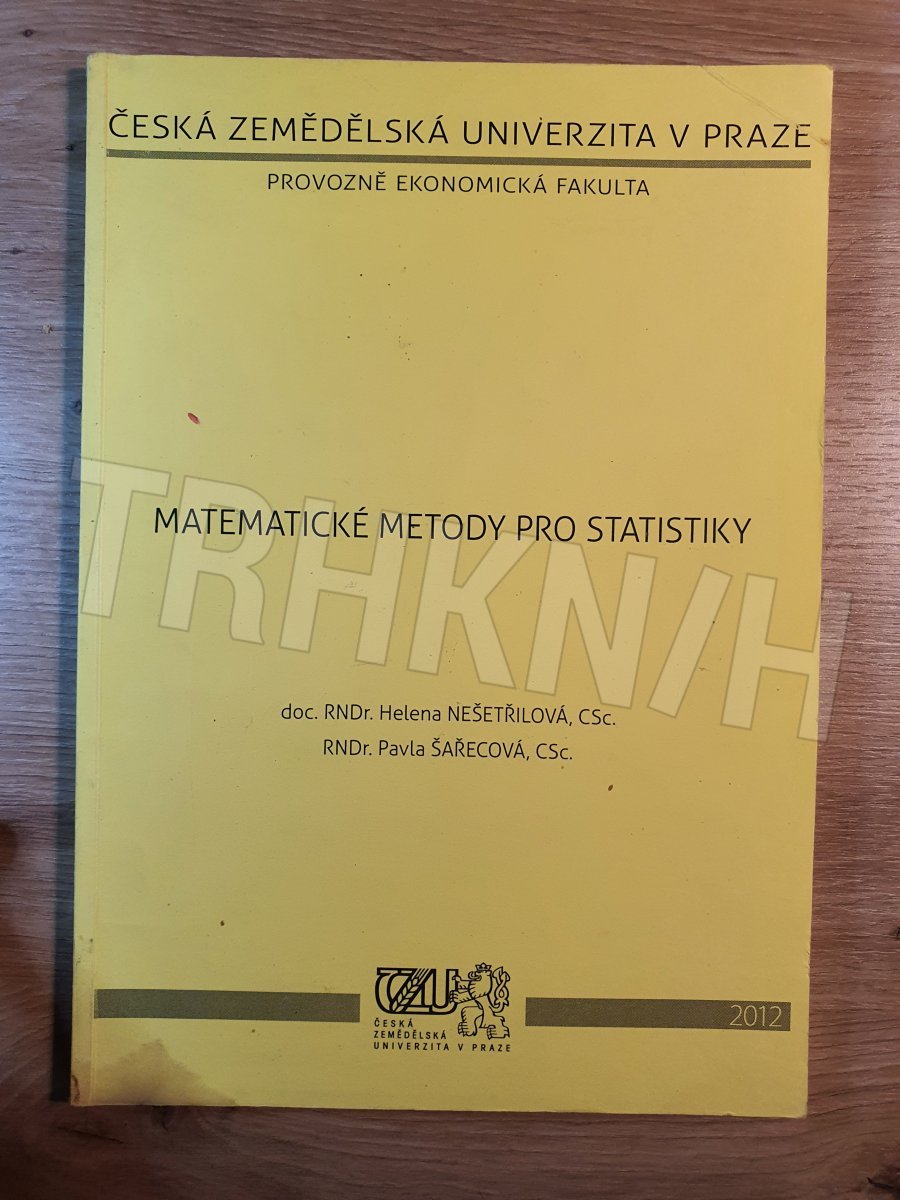 ČESKÁ ZEMĚDĚLSKÁ UNIVERZITA V PRAZE
PROVOZNĚ EKONOMICKÁ FAKULTA
MATEMATICKÉ METODY PRO STATISTIKY
TRHKN/H
doc. RNDr. Helena NEŠETŘILOVÁ, CSc.
RNDr. Pavla ŠAŘECOVÁ, CSc.
ČZU
ČESKÁ
ZEMĚDĚLSKÁ
UNIVERZITA V PRAZE
2012